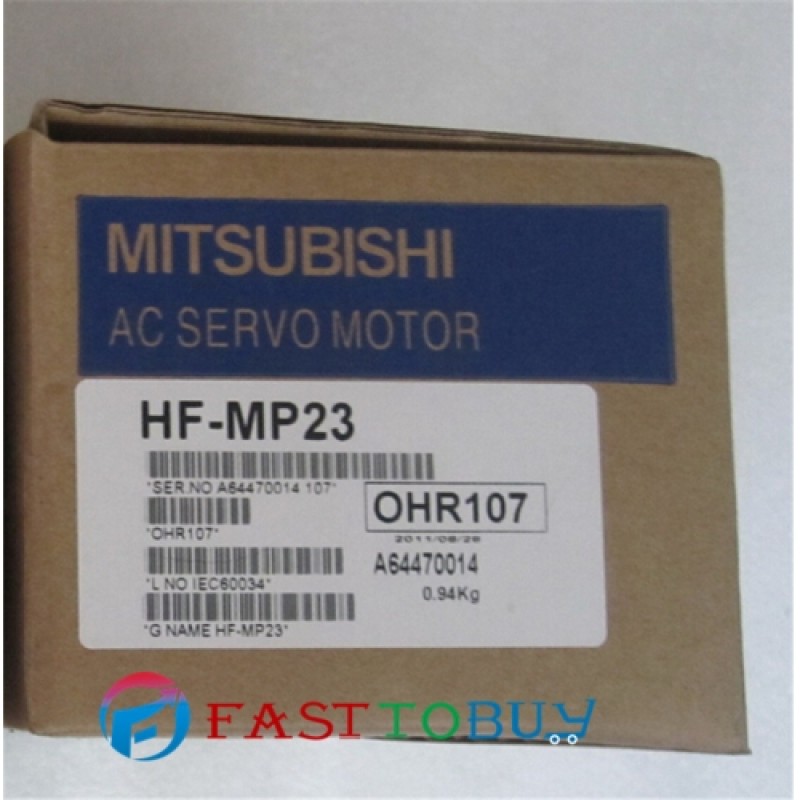 MITSUBISHI
AC SERVO MOTOR
HF-MP23
*SER.NO A64470014 107*
OHR107
*OHR107*
2011/06/28
A64470014
*L NO IEC60034*
0.94Kg
*G NAME HF-MP23*
F FASTTOBUY